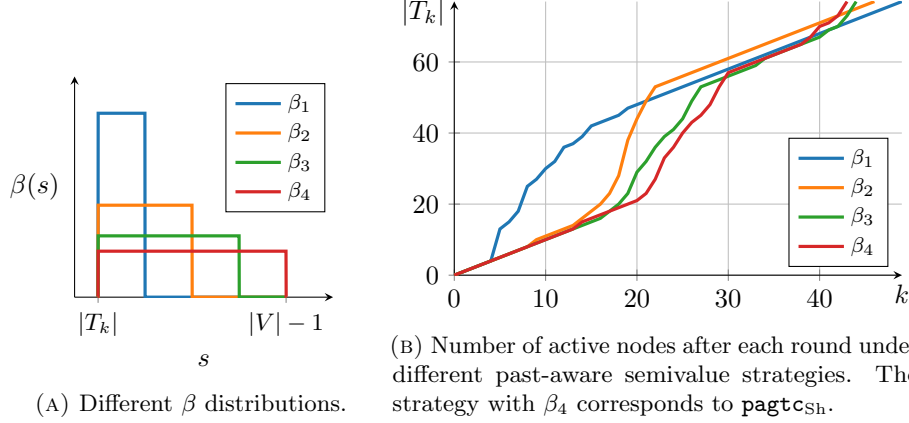 β(s)
β₁
β₂
β₃
β₄
|Tₖ|
|V| − 1
s
(A) Different β distributions.
|Tₖ|
60
40
20
0
β₁
β₂
β₃
β₄
0
10
20
30
40
k
(B) Number of active nodes after each round unde
different past-aware semivalue strategies. The
strategy with β₄ corresponds to pagtc_Sh.